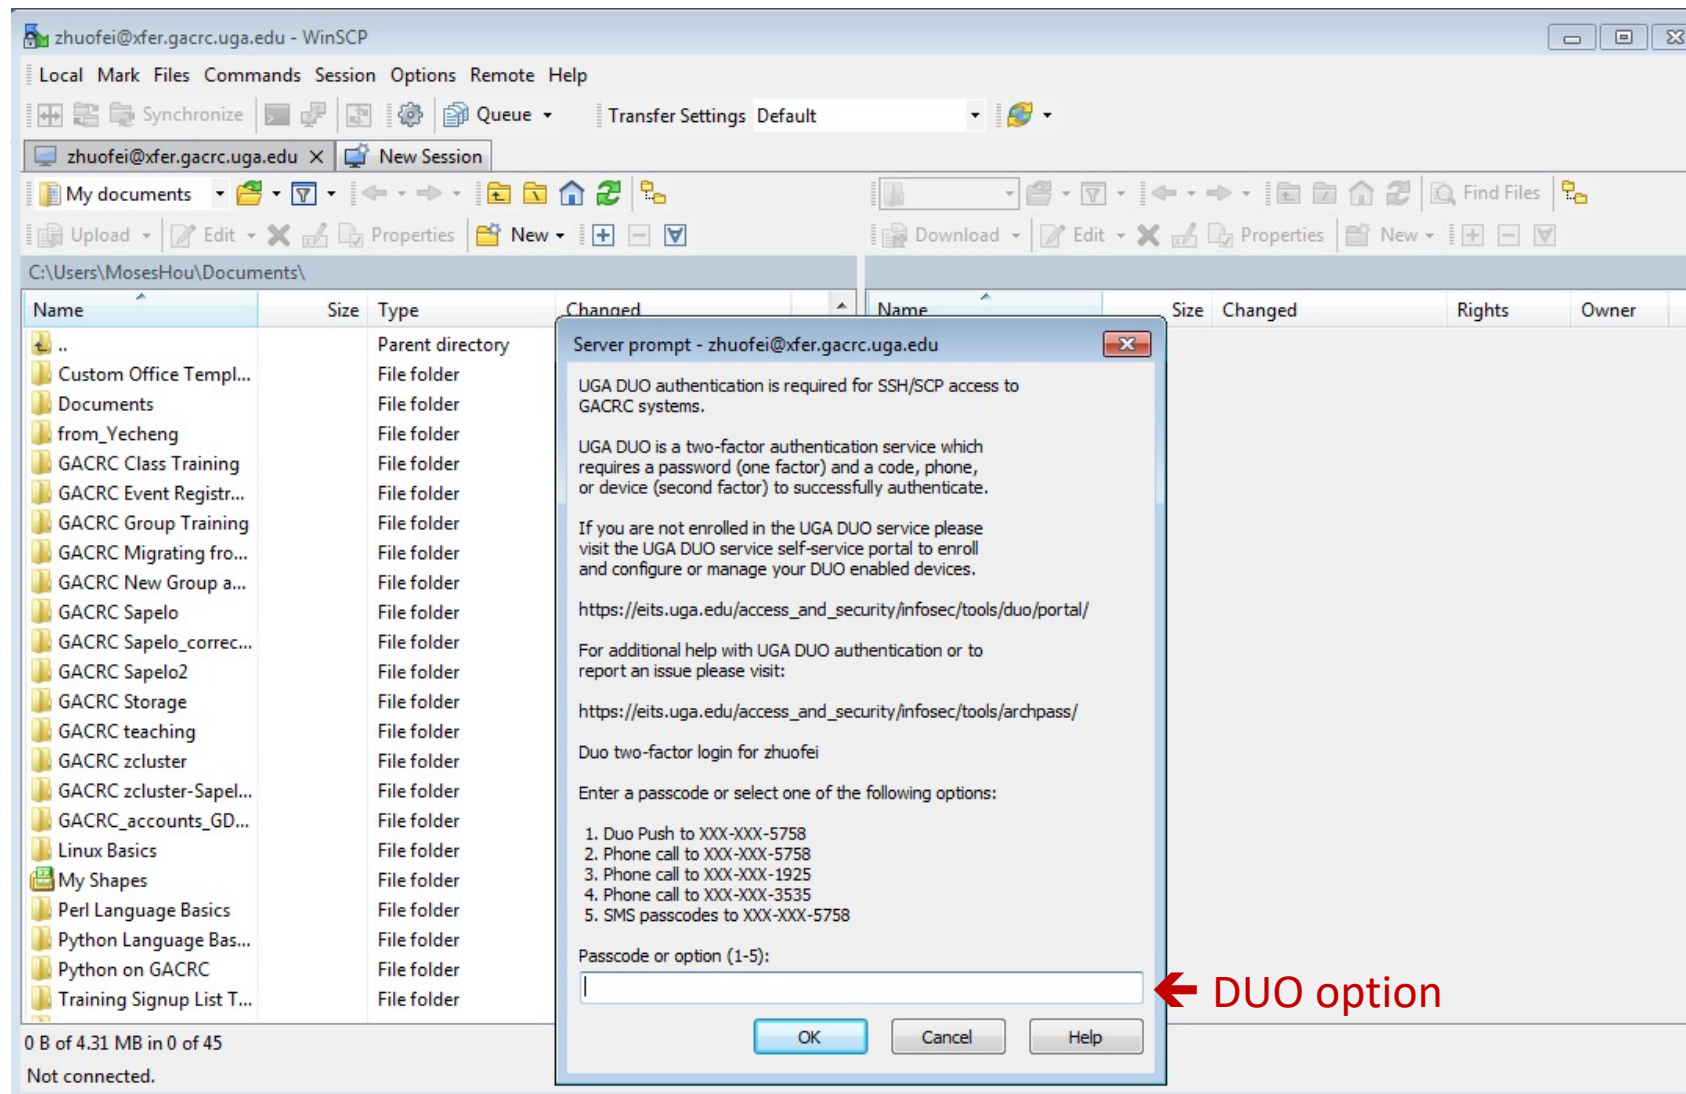 zhuofei@xfer.gacrc.uga.edu - WinSCP
Local Mark Files Commands Session Options Remote Help
Synchronize Queue Transfer Settings Default
zhuofei@xfer.gacrc.uga.edu New Session
My documents Find Files
Upload Edit Properties New Download Edit Properties New
C:\Users\MosesHou\Documents\
Name Size Type Changed Name Size Changed Rights Owner
.. Parent directory
Custom Office Templ... File folder
Documents File folder
from_Yecheng File folder
GACRC Class Training File folder
GACRC Event Registr... File folder
GACRC Group Training File folder
GACRC Migrating fro... File folder
GACRC New Group a... File folder
GACRC Sapelo File folder
GACRC Sapelo_correc... File folder
GACRC Sapelo2 File folder
GACRC Storage File folder
GACRC teaching File folder
GACRC zcluster File folder
GACRC zcluster-Sapel... File folder
GACRC_accounts_GD... File folder
Linux Basics File folder
My Shapes File folder
Perl Language Basics File folder
Python Language Bas... File folder
Python on GACRC File folder
Training Signup List T... File folder
0 B of 4.31 MB in 0 of 45
Not connected.
Server prompt - zhuofei@xfer.gacrc.uga.edu
UGA DUO authentication is required for SSH/SCP access to
GACRC systems.
UGA DUO is a two-factor authentication service which
requires a password (one factor) and a code, phone,
or device (second factor) to successfully authenticate.
If you are not enrolled in the UGA DUO service please
visit the UGA DUO service self-service portal to enroll
and configure or manage your DUO enabled devices.
https://eits.uga.edu/access_and_security/infosec/tools/duo/portal/
For additional help with UGA DUO authentication or to
report an issue please visit:
https://eits.uga.edu/access_and_security/infosec/tools/archpass/
Duo two-factor login for zhuofei
Enter a passcode or select one of the following options:
1. Duo Push to XXX-XXX-5758
2. Phone call to XXX-XXX-5758
3. Phone call to XXX-XXX-1925
4. Phone call to XXX-XXX-3535
5. SMS passcodes to XXX-XXX-5758
Passcode or option (1-5):
OK Cancel Help
DUO option